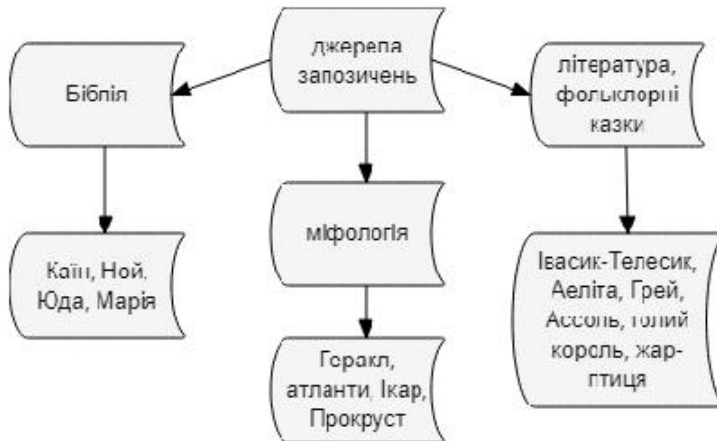 джерела
запозичень
Біблія
література,
фольклорні
казки
міфологія
Каїн, Ной,
Юда, Марія
Івасик-Телесик,
Аеліта, Грей,
Ассоль, голий
король, жар-
птиця
Геракл,
атланти, Ікар,
Прокруст